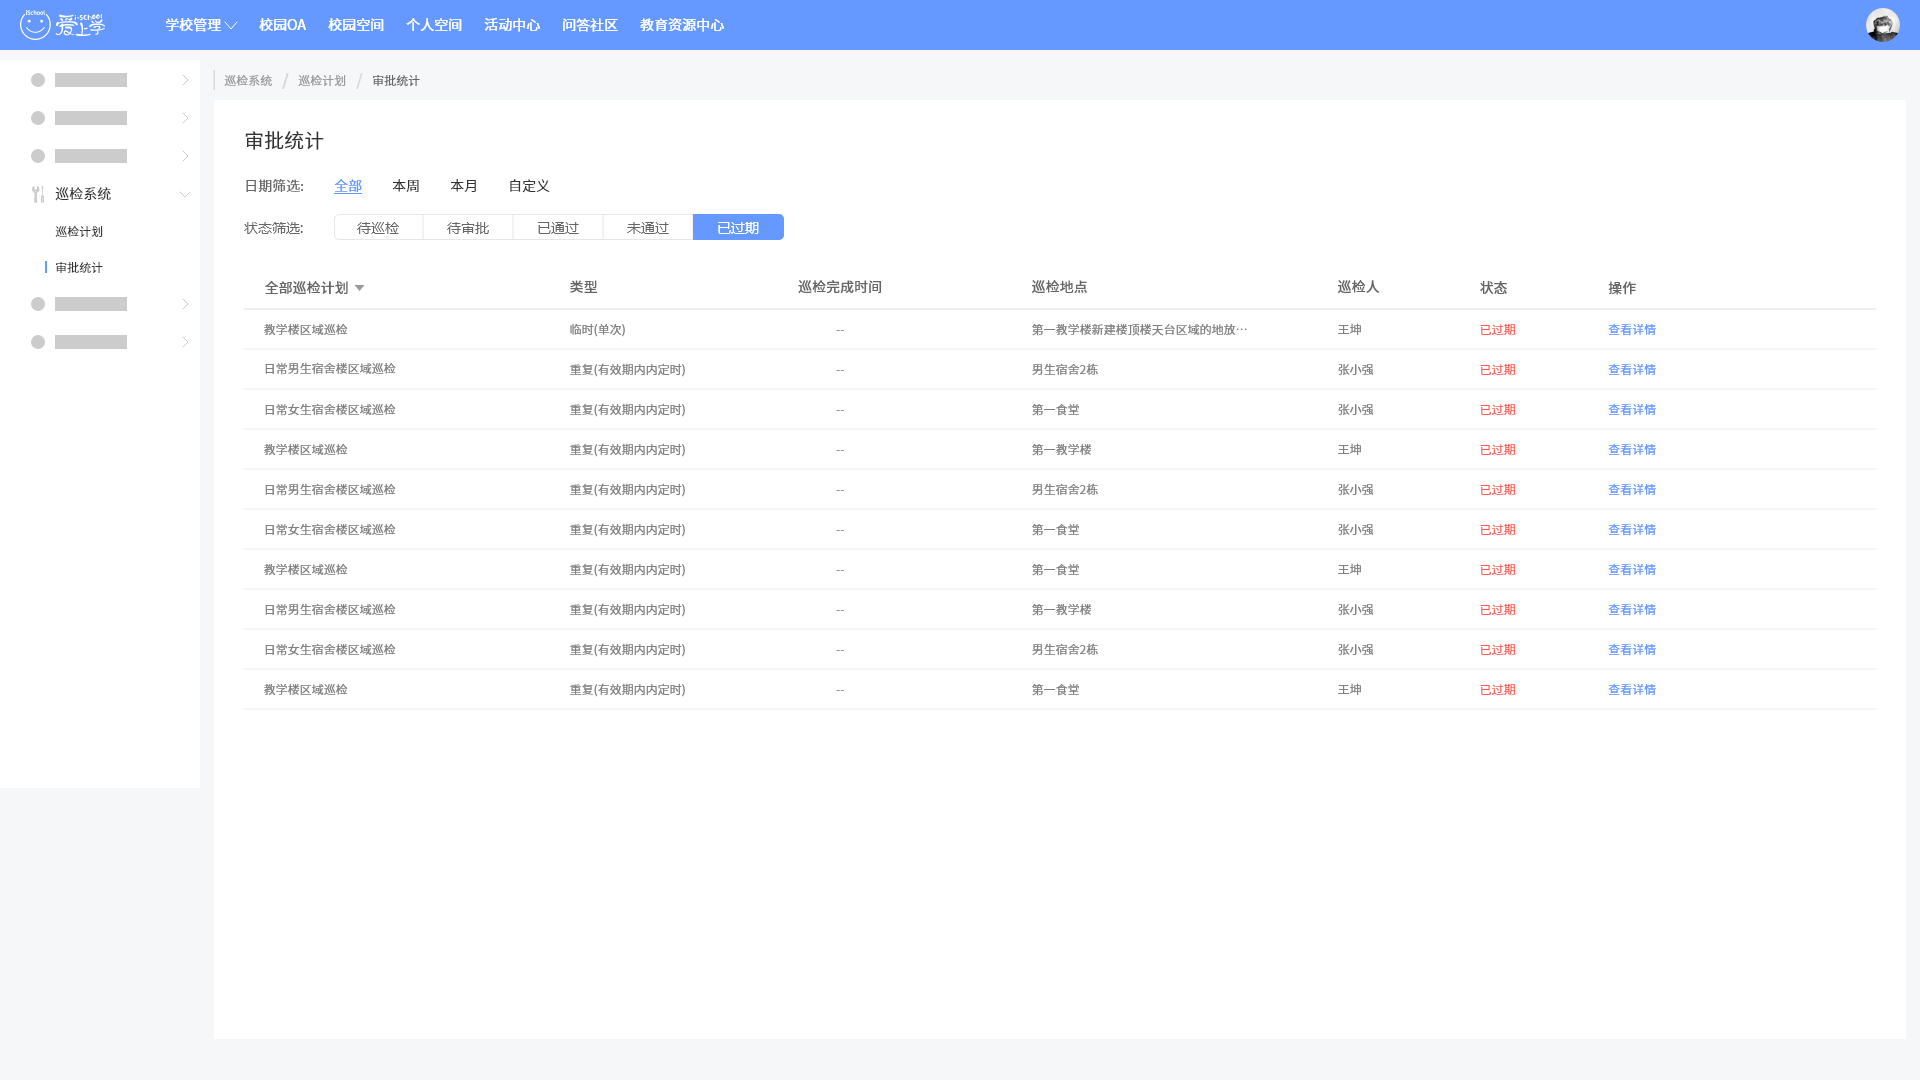 iSchool 爱上学 i-school 学校管理 校园OA 校园空间 个人空间 活动中心 问答社区 教育资源中心
巡检系统 / 巡检计划 / 审批统计
巡检系统
巡检计划
审批统计
审批统计
日期筛选: 全部 本周 本月 自定义
状态筛选: 待巡检 待审批 已通过 未通过 已过期
全部巡检计划 类型 巡检完成时间 巡检地点 巡检人 状态 操作
教学楼区域巡检 临时(单次) -- 第一教学楼新建楼顶楼天台区域的地放… 王坤 已过期 查看详情
日常男生宿舍楼区域巡检 重复(有效期内内定时) -- 男生宿舍2栋 张小强 已过期 查看详情
日常女生宿舍楼区域巡检 重复(有效期内内定时) -- 第一食堂 张小强 已过期 查看详情
教学楼区域巡检 重复(有效期内内定时) -- 第一教学楼 王坤 已过期 查看详情
日常男生宿舍楼区域巡检 重复(有效期内内定时) -- 男生宿舍2栋 张小强 已过期 查看详情
日常女生宿舍楼区域巡检 重复(有效期内内定时) -- 第一食堂 张小强 已过期 查看详情
教学楼区域巡检 重复(有效期内内定时) -- 第一食堂 王坤 已过期 查看详情
日常男生宿舍楼区域巡检 重复(有效期内内定时) -- 第一教学楼 张小强 已过期 查看详情
日常女生宿舍楼区域巡检 重复(有效期内内定时) -- 男生宿舍2栋 张小强 已过期 查看详情
教学楼区域巡检 重复(有效期内内定时) -- 第一食堂 王坤 已过期 查看详情